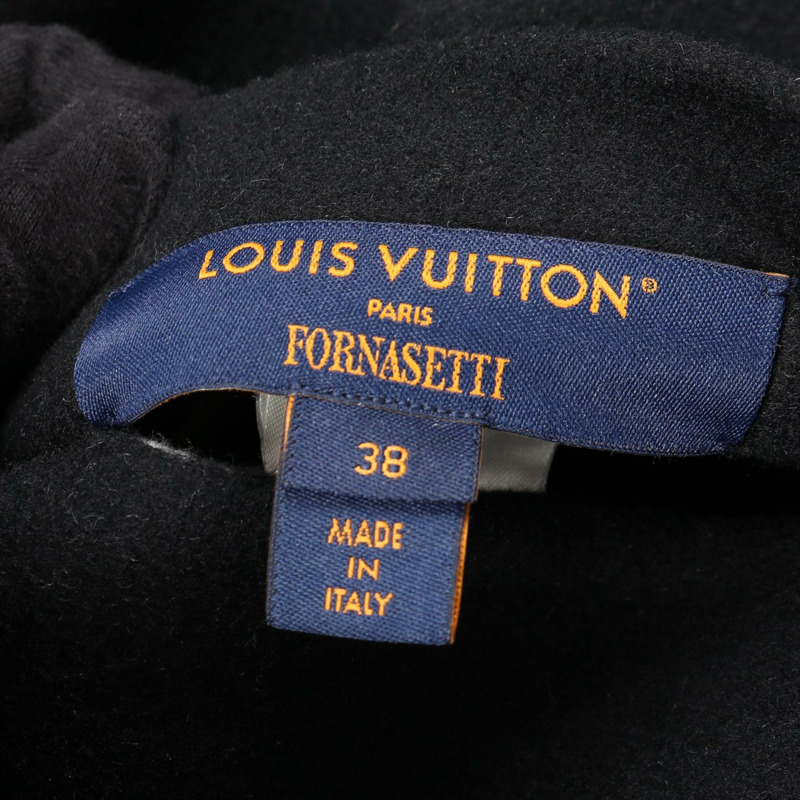 LOUIS VUITTON®
PARIS
FORNASETTI
38
MADE
IN
ITALY